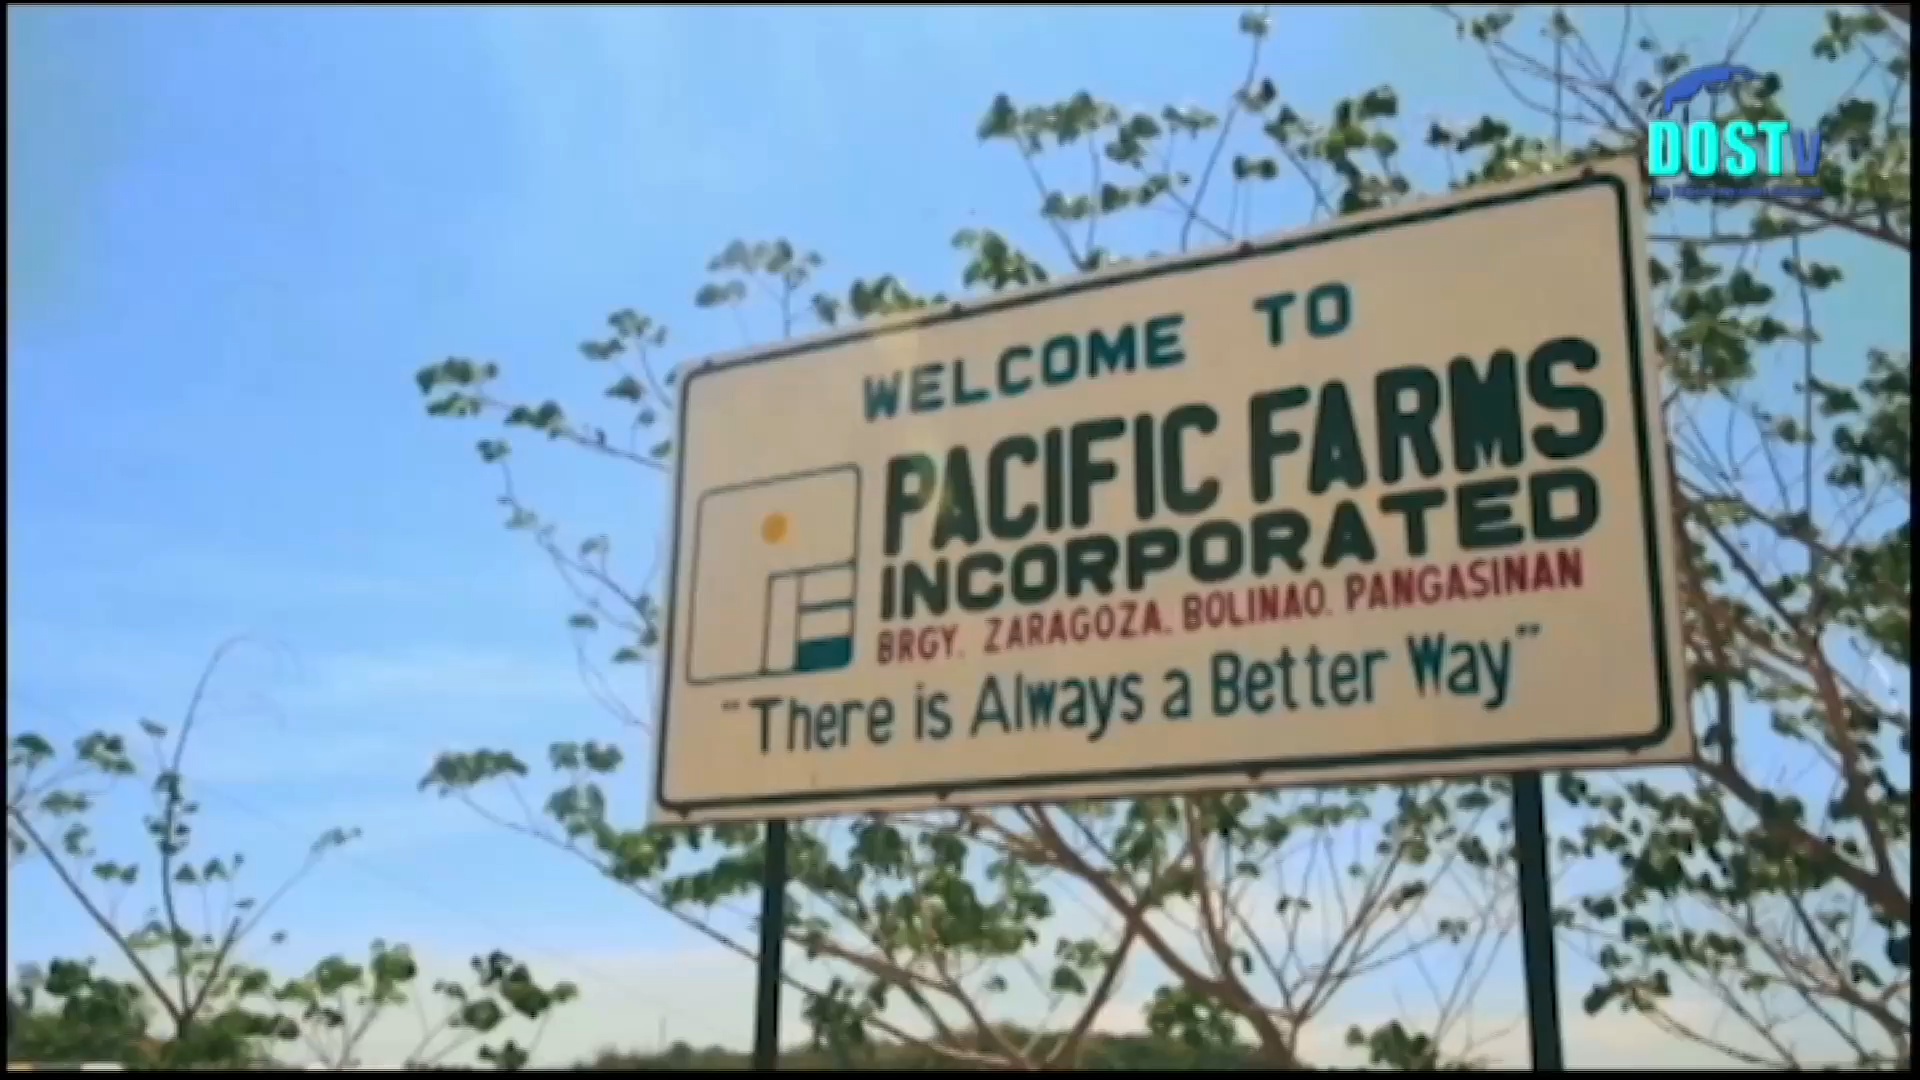 DOSTv
WELCOME TO
PACIFIC FARMS
INCORPORATED
BRGY. ZARAGOZA. BOLINAO. PANGASINAN
"There is Always a Better Way"